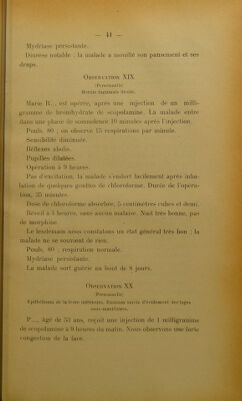 — 41 —
Mydriase persistante.
Diurèse notable : la malade a mouillé son pansement et ses
draps.
OBSERVATION XIX
(Personnelle)
Hernie inguinale droite.
Marie R..., est opérée, après une injection de un milli-
gramme de bromhydrate de scopolamine. La malade entre
dans une phase de somnolence 10 minutes après l'injection.
Pouls, 80 ; on observe 15 respirations par minute.
Sensibilité diminuée.
Réflexes abolis.
Pupilles dilatées.
Opération à 9 heures.
Pas d'excitation, la malade s'endort facilement après inha-
lation de quelques gouttes de chloroforme. Durée de l'opéra-
tion, 35 minutes.
Dose de chloroforme absorbée, 5 centimètres cubes et demi.
Réveil à heures, sans aucun malaise. Nuit très bonne, pas
de morphine.
Le lendemain nous constatons un état général très bon ; la
malade ne se souvient de rien.
Pouls, 80 ; respiration normale.
Mydriase persistante.
La malade sort guérie au bout de 8 jours.
OBSERVATION XX
(Personnelle)
Epithélioma de la lèvre inférieure. Excision suivie d'évidement des loges
sous-maxillaires.
P..., âgé de 53 ans, reçoit une injection de 1 milligramme
de scopolamine à 9 heures du matin. Nous observons une forte
congestion de la face.